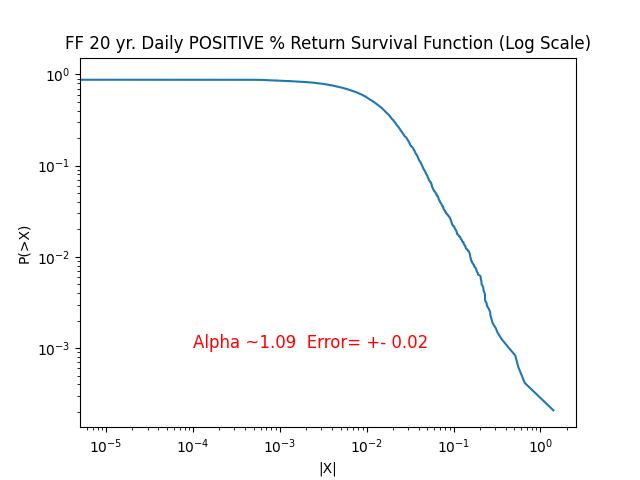 FF 20 yr. Daily POSITIVE % Return Survival Function (Log Scale)
10⁰
10⁻¹
10⁻²
10⁻³
P(>X)
Alpha ~1.09  Error= +- 0.02
10⁻⁵ 10⁻⁴ 10⁻³ 10⁻² 10⁻¹ 10⁰
|X|